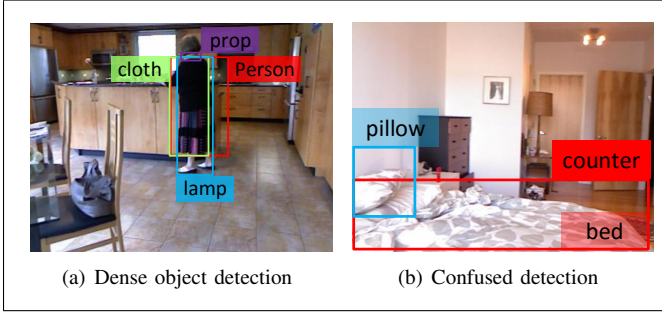 prop
cloth
Person
lamp
pillow
counter
bed
(a) Dense object detection
(b) Confused detection